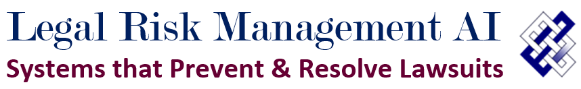 Legal Risk Management AI
Systems that Prevent & Resolve Lawsuits